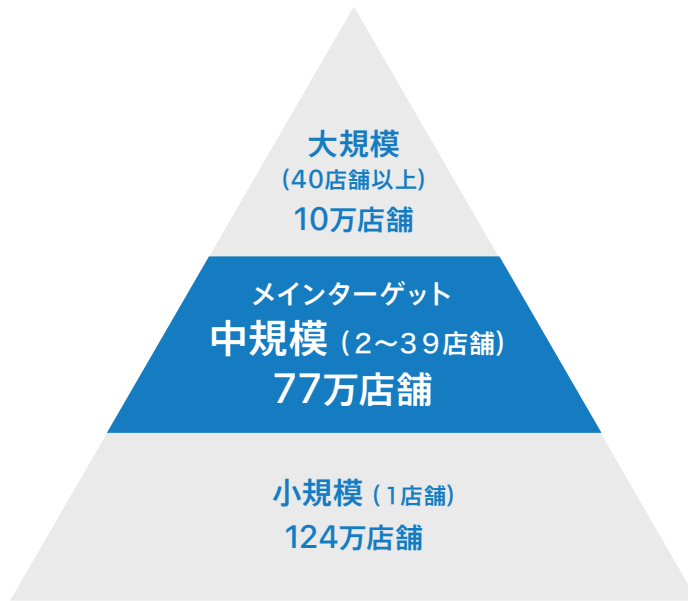 大規模
(40店舗以上)
10万店舗
メインターゲット
中規模 (２〜３９店舗)
77万店舗
小規模 (１店舗)
124万店舗